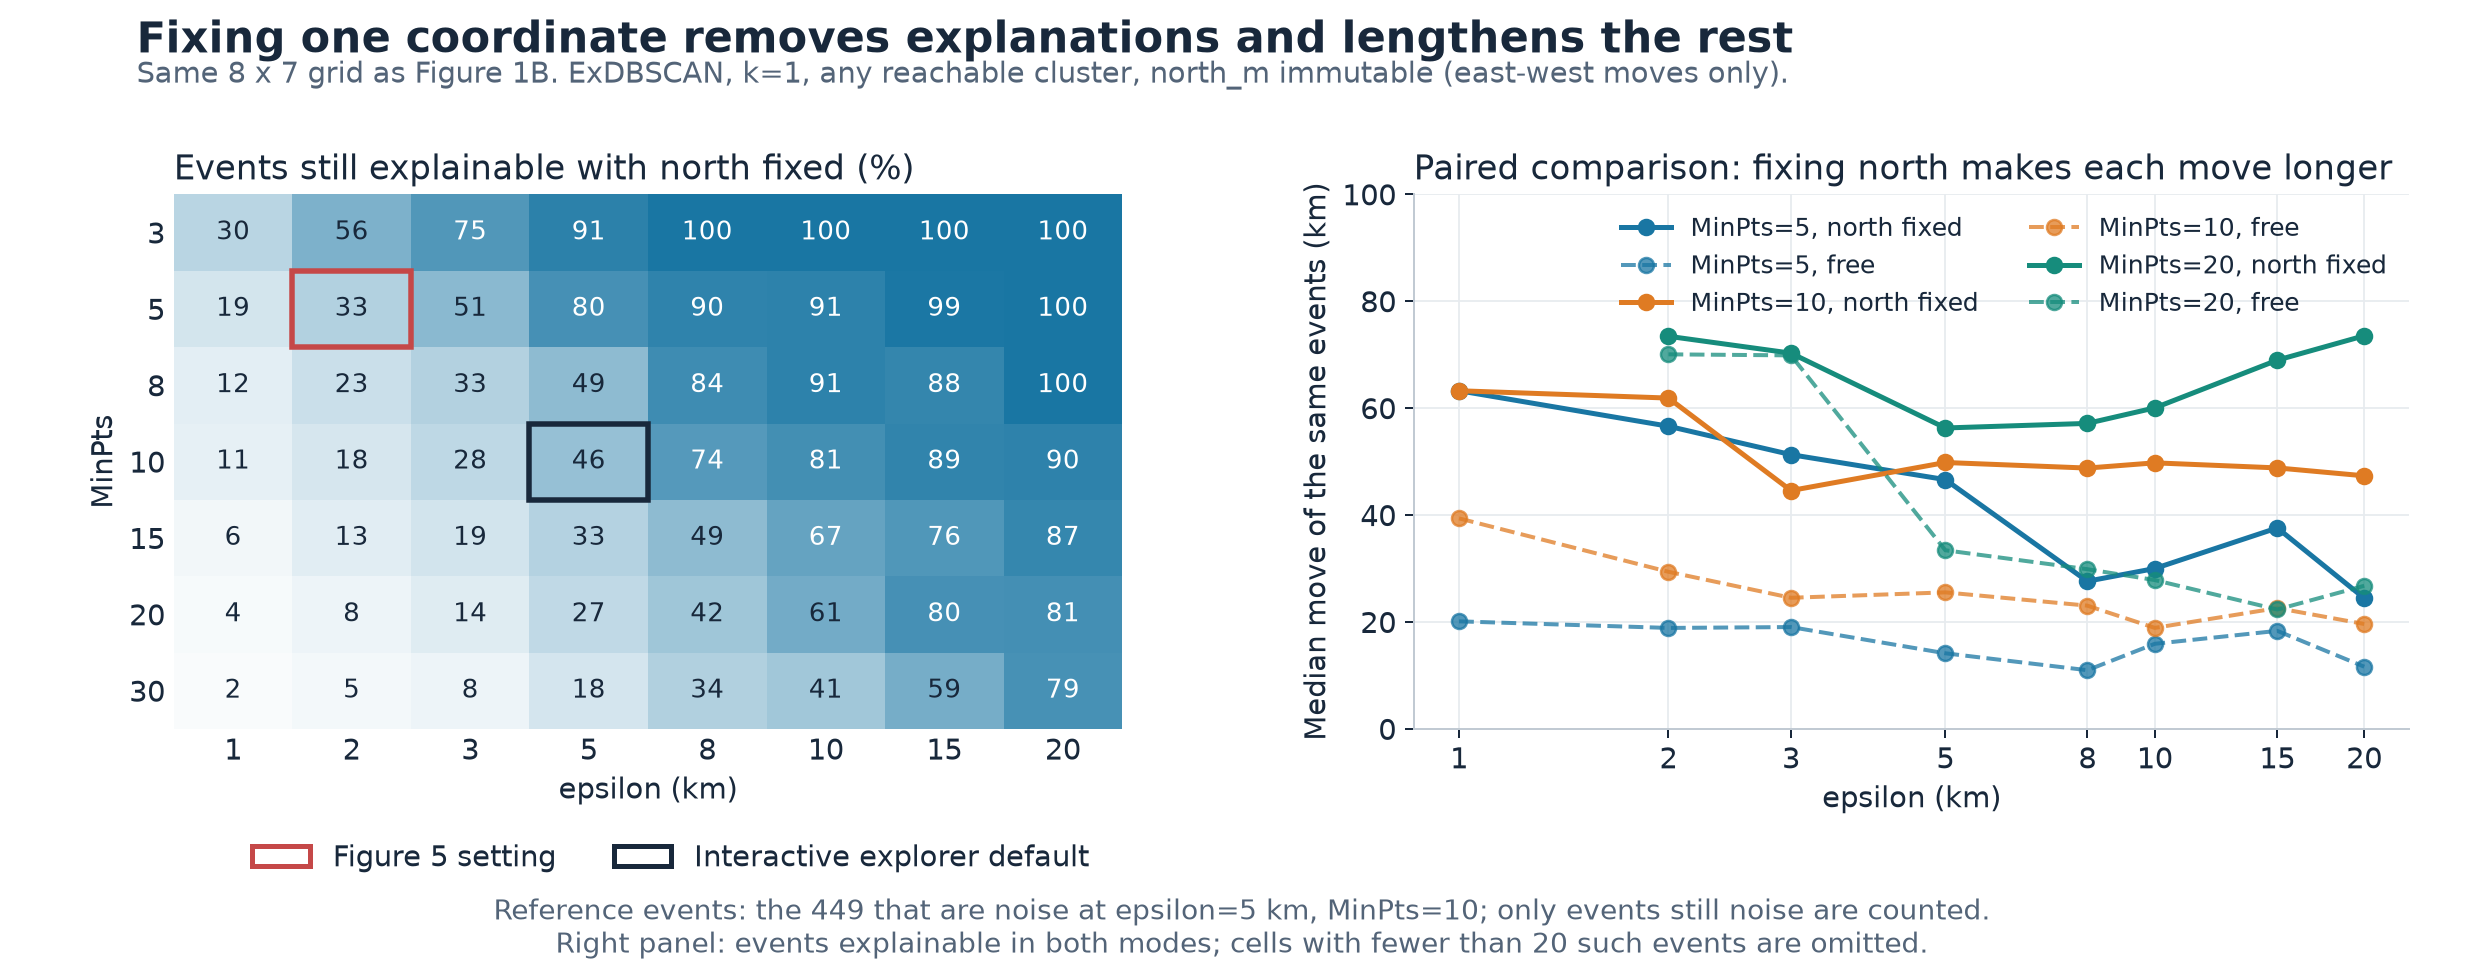 Fixing one coordinate removes explanations and lengthens the rest
Same 8 x 7 grid as Figure 1B. ExDBSCAN, k=1, any reachable cluster, north_m immutable (east-west moves only).
Events still explainable with north fixed (%)
MinPts
3 30 56 75 91 100 100 100 100
5 19 33 51 80 90 91 99 100
8 12 23 33 49 84 91 88 100
10 11 18 28 46 74 81 89 90
15 6 13 19 33 49 67 76 87
20 4 8 14 27 42 61 80 81
30 2 5 8 18 34 41 59 79
1 2 3 5 8 10 15 20
epsilon (km)
Figure 5 setting
Interactive explorer default
Paired comparison: fixing north makes each move longer
Median move of the same events (km)
100
80
60
40
20
0
MinPts=5, north fixed
MinPts=5, free
MinPts=10, north fixed
MinPts=10, free
MinPts=20, north fixed
MinPts=20, free
1 2 3 5 8 10 15 20
epsilon (km)
Reference events: the 449 that are noise at epsilon=5 km, MinPts=10; only events still noise are counted.
Right panel: events explainable in both modes; cells with fewer than 20 such events are omitted.